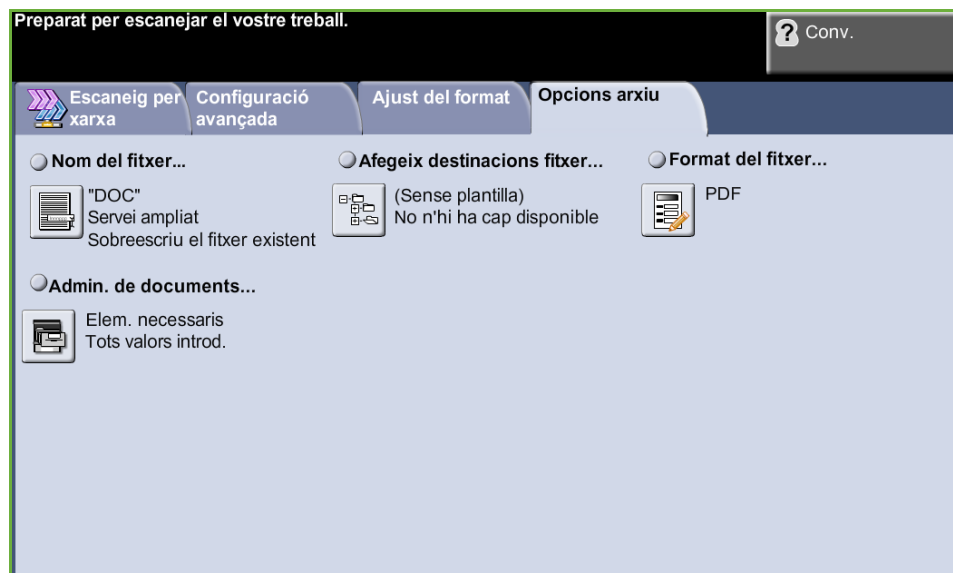 Preparat per escanejar el vostre treball.
? Conv.
Escaneig per xarxa
Configuració avançada
Ajust del format
Opcions arxiu
Nom del fitxer...
"DOC"
Servei ampliat
Sobreescriu el fitxer existent
Afegeix destinacions fitxer...
(Sense plantilla)
No n'hi ha cap disponible
Format del fitxer...
PDF
Admin. de documents...
Elem. necessaris
Tots valors introd.